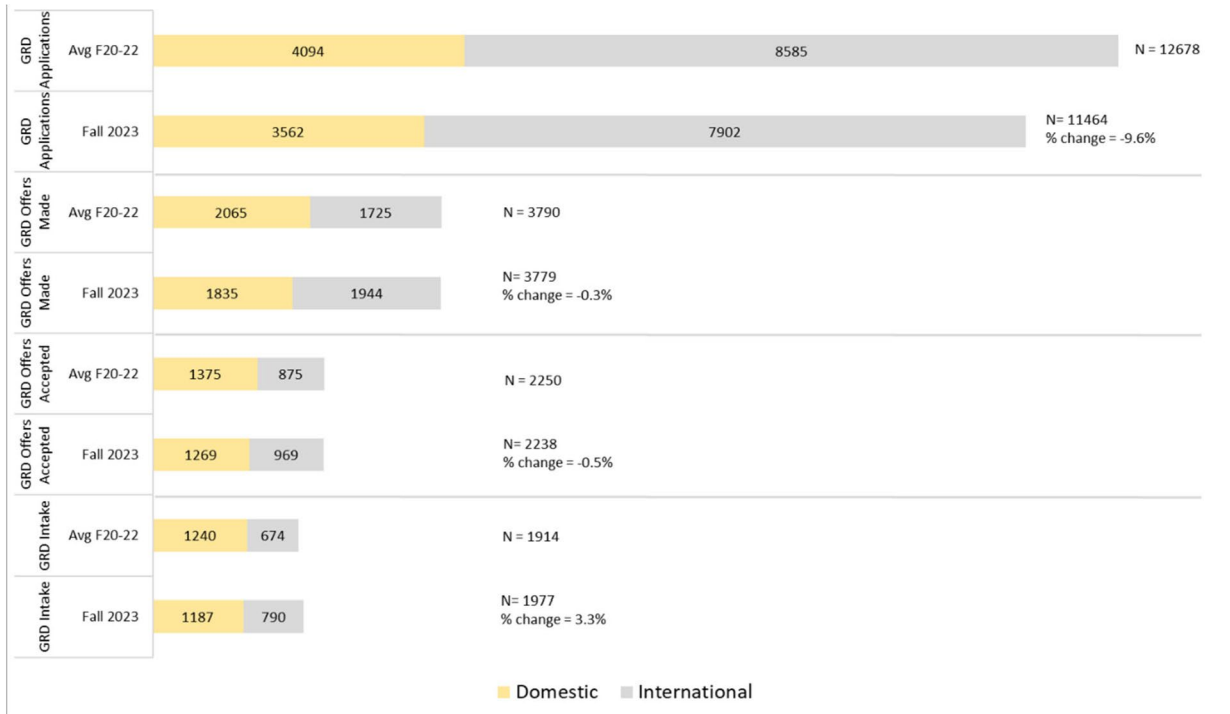 GRD
Applications
Avg F20-22
4094
8585
N = 12678
GRD
Applications
Fall 2023
3562
7902
N= 11464
% change = -9.6%
GRD Offers
Made
Avg F20-22
2065
1725
N = 3790
GRD Offers
Made
Fall 2023
1835
1944
N= 3779
% change = -0.3%
GRD Offers
Accepted
Avg F20-22
1375
875
N = 2250
GRD Offers
Accepted
Fall 2023
1269
969
N= 2238
% change = -0.5%
GRD Intake
Avg F20-22
1240
674
N = 1914
GRD Intake
Fall 2023
1187
790
N= 1977
% change = 3.3%
Domestic
International